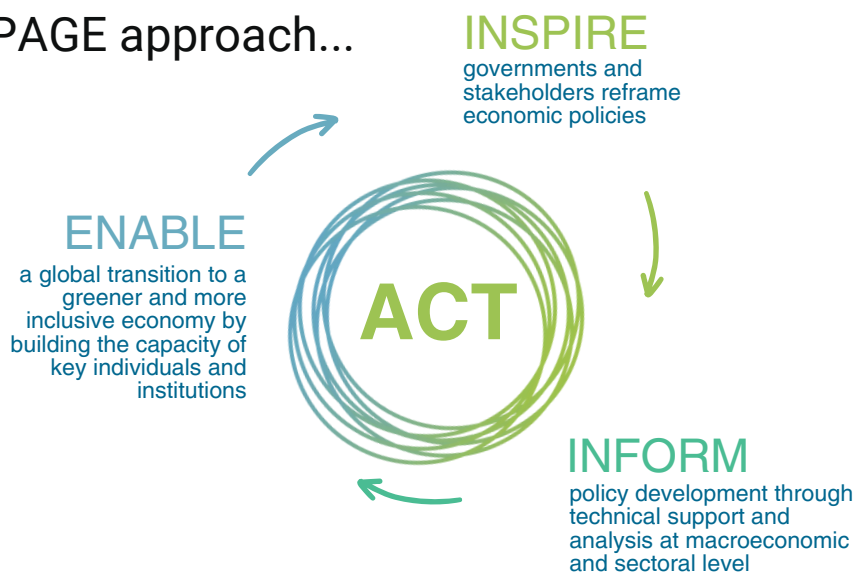 PAGE approach...
INSPIRE
governments and
stakeholders reframe
economic policies
ENABLE
a global transition to a
greener and more
inclusive economy by
building the capacity of
key individuals and
institutions
ACT
INFORM
policy development through
technical support and
analysis at macroeconomic
and sectoral level